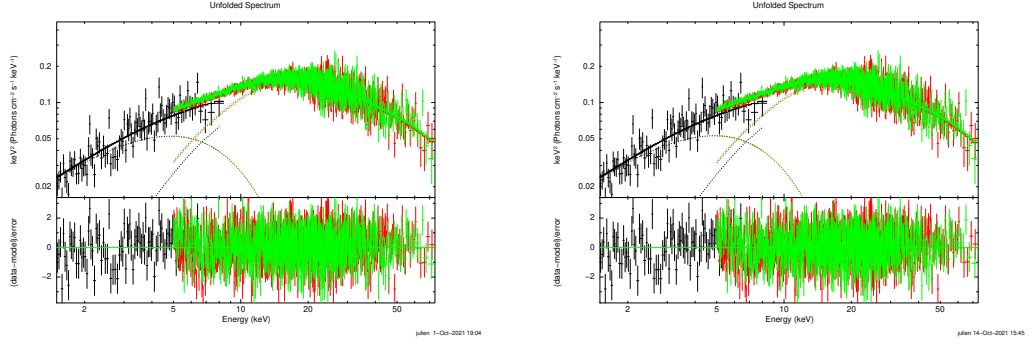 Unfolded Spectrum
keV² (Photons cm⁻² s⁻¹ keV⁻¹)
0.2
0.1
0.05
0.02
(data−model)/error
2
0
−2
2
5
10
20
50
Energy (keV)
julien 1−Oct−2021 19:04
Unfolded Spectrum
keV² (Photons cm⁻² s⁻¹ keV⁻¹)
0.2
0.1
0.05
0.02
(data−model)/error
2
0
−2
2
5
10
20
50
Energy (keV)
julien 14−Oct−2021 15:45